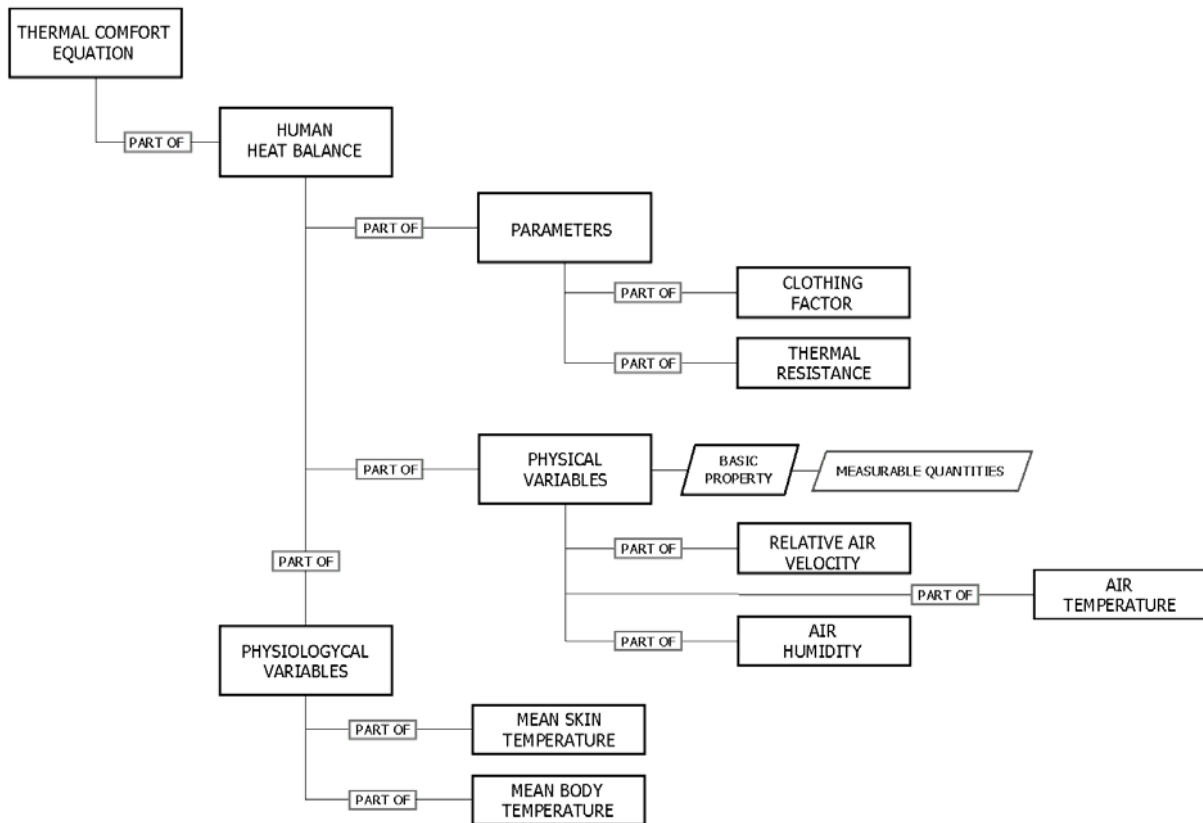 THERMAL COMFORT
EQUATION
PART OF
HUMAN
HEAT BALANCE
PART OF
PARAMETERS
PART OF
CLOTHING
FACTOR
PART OF
THERMAL
RESISTANCE
PART OF
PHYSICAL
VARIABLES
BASIC
PROPERTY
MEASURABLE QUANTITIES
PART OF
RELATIVE AIR
VELOCITY
PART OF
AIR
TEMPERATURE
PART OF
AIR
HUMIDITY
PART OF
PHYSIOLOGYCAL
VARIABLES
PART OF
MEAN SKIN
TEMPERATURE
PART OF
MEAN BODY
TEMPERATURE